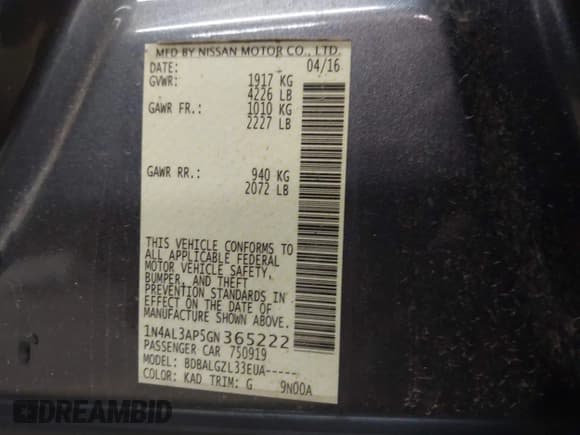 MFD BY NISSAN MOTOR CO., LTD.
DATE: 04/16
GVWR: 1917 KG
4226 LB
GAWR FR.: 1010 KG
2227 LB
GAWR RR.: 940 KG
2072 LB
THIS VEHICLE CONFORMS TO
ALL APPLICABLE FEDERAL
MOTOR VEHICLE SAFETY,
BUMPER, AND THEFT
PREVENTION STANDARDS IN
EFFECT ON THE DATE OF
MANUFACTURE SHOWN ABOVE.
1N4AL3AP5GN365222
PASSENGER CAR 750919
MODEL: BDBALGZL33EUA------
COLOR: KAD TRIM: G 9N00A
DREAMBID